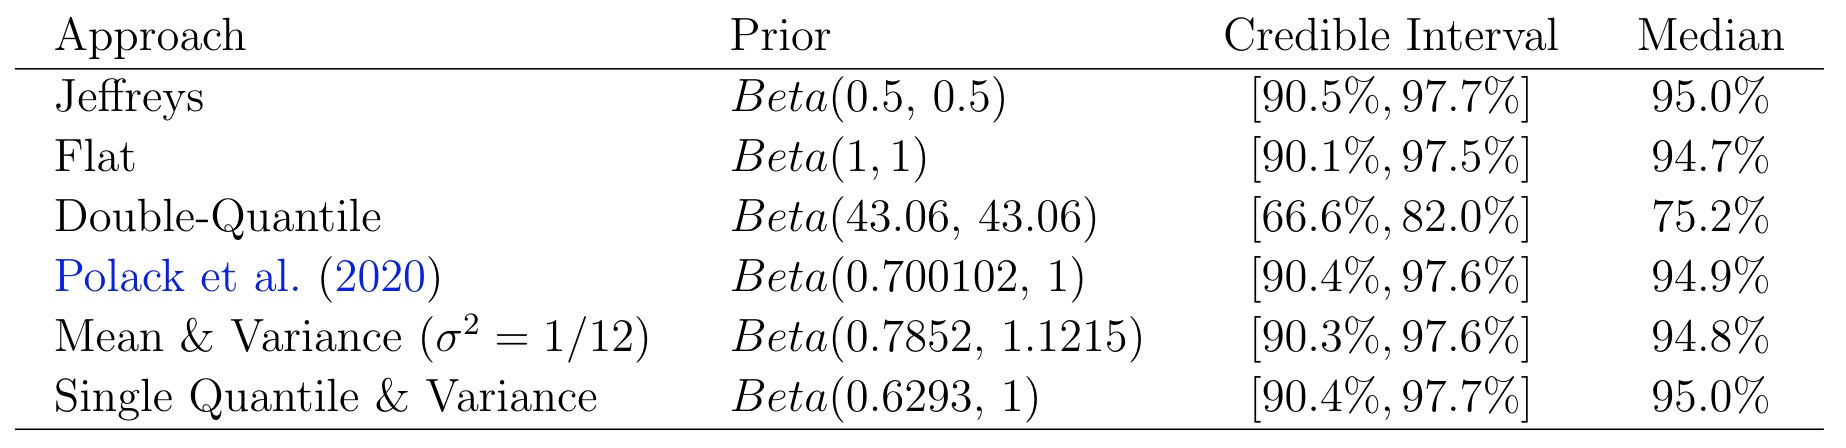 Approach Prior Credible Interval Median
Jeffreys Beta(0.5, 0.5) [90.5%, 97.7%] 95.0%
Flat Beta(1, 1) [90.1%, 97.5%] 94.7%
Double-Quantile Beta(43.06, 43.06) [66.6%, 82.0%] 75.2%
Polack et al. (2020) Beta(0.700102, 1) [90.4%, 97.6%] 94.9%
Mean & Variance (σ² = 1/12) Beta(0.7852, 1.1215) [90.3%, 97.6%] 94.8%
Single Quantile & Variance Beta(0.6293, 1) [90.4%, 97.7%] 95.0%